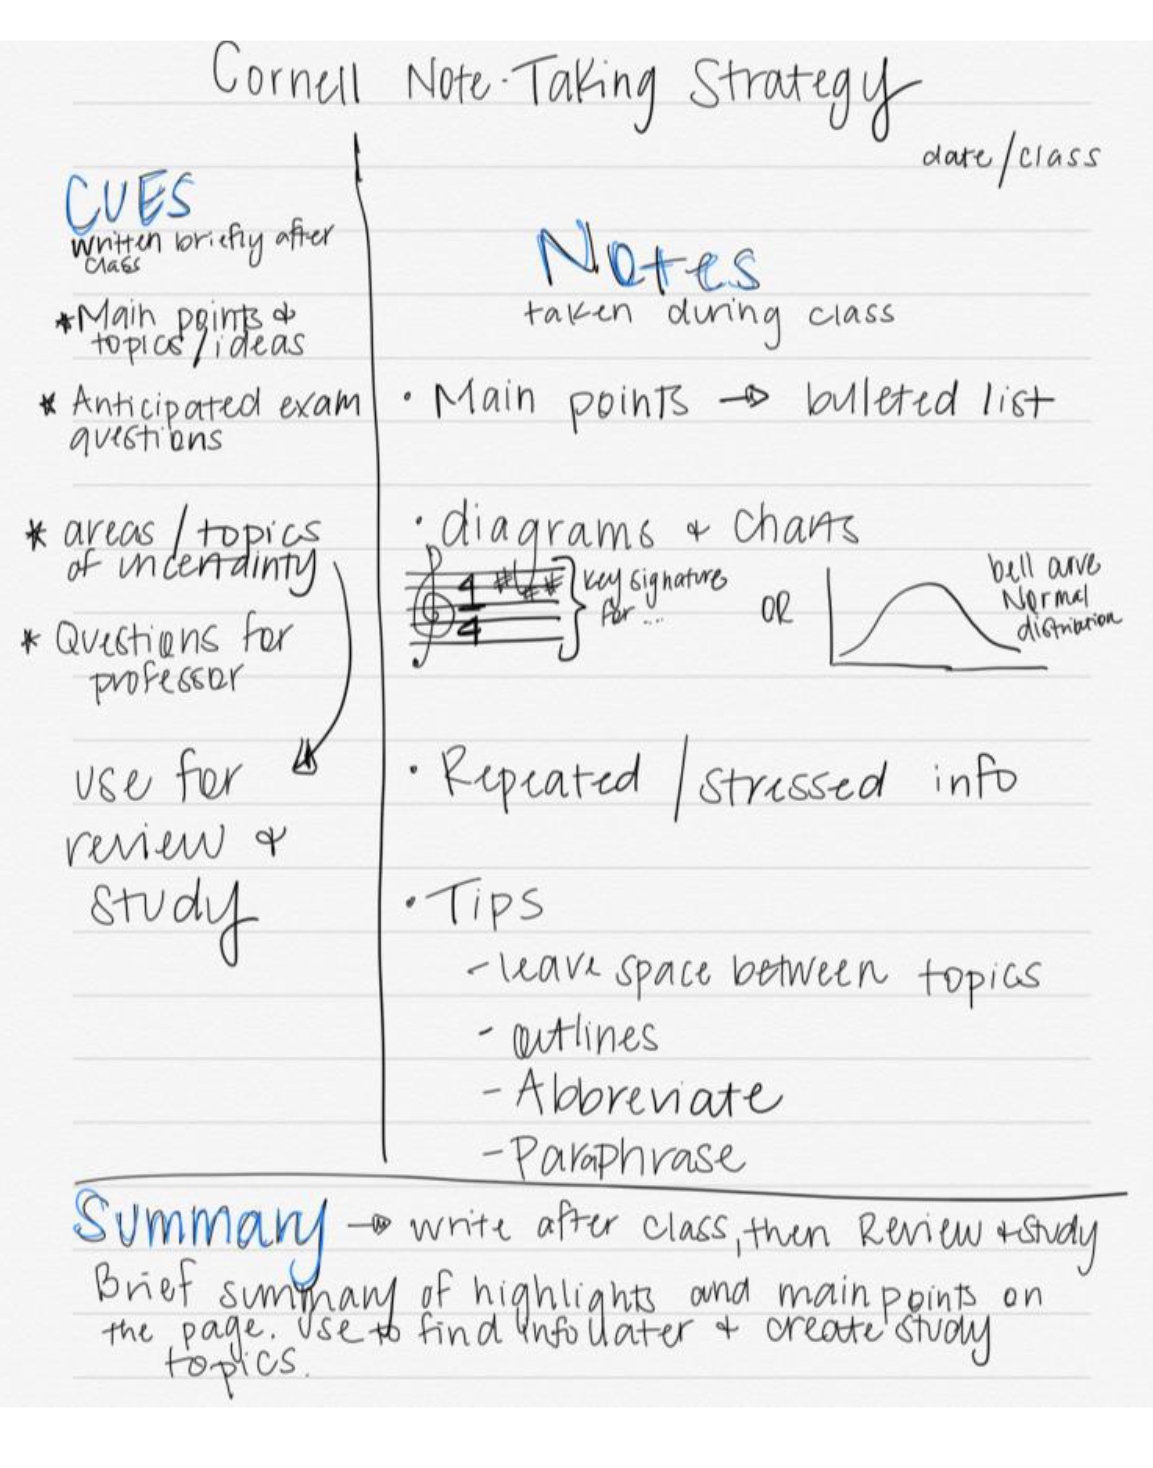 Cornell Note-Taking Strategy
date/class
CUES
written briefly after
class
*Main points &
topics/ideas
* Anticipated exam
questions
* areas/topics
of uncertainty
* Questions for
professor
use for
review &
study
Notes
taken during class
• Main points → bulleted list
• diagrams & charts
4
4
# # # #
key signature
for ...
OR
bell curve
Normal
distribution
• Repeated / stressed info
• Tips
- leave space between topics
- outlines
- Abbreviate
- Paraphrase
Summary → write after class, then Review & study
Brief summary of highlights and main points on
the page. Use to find info later & create study
topics.